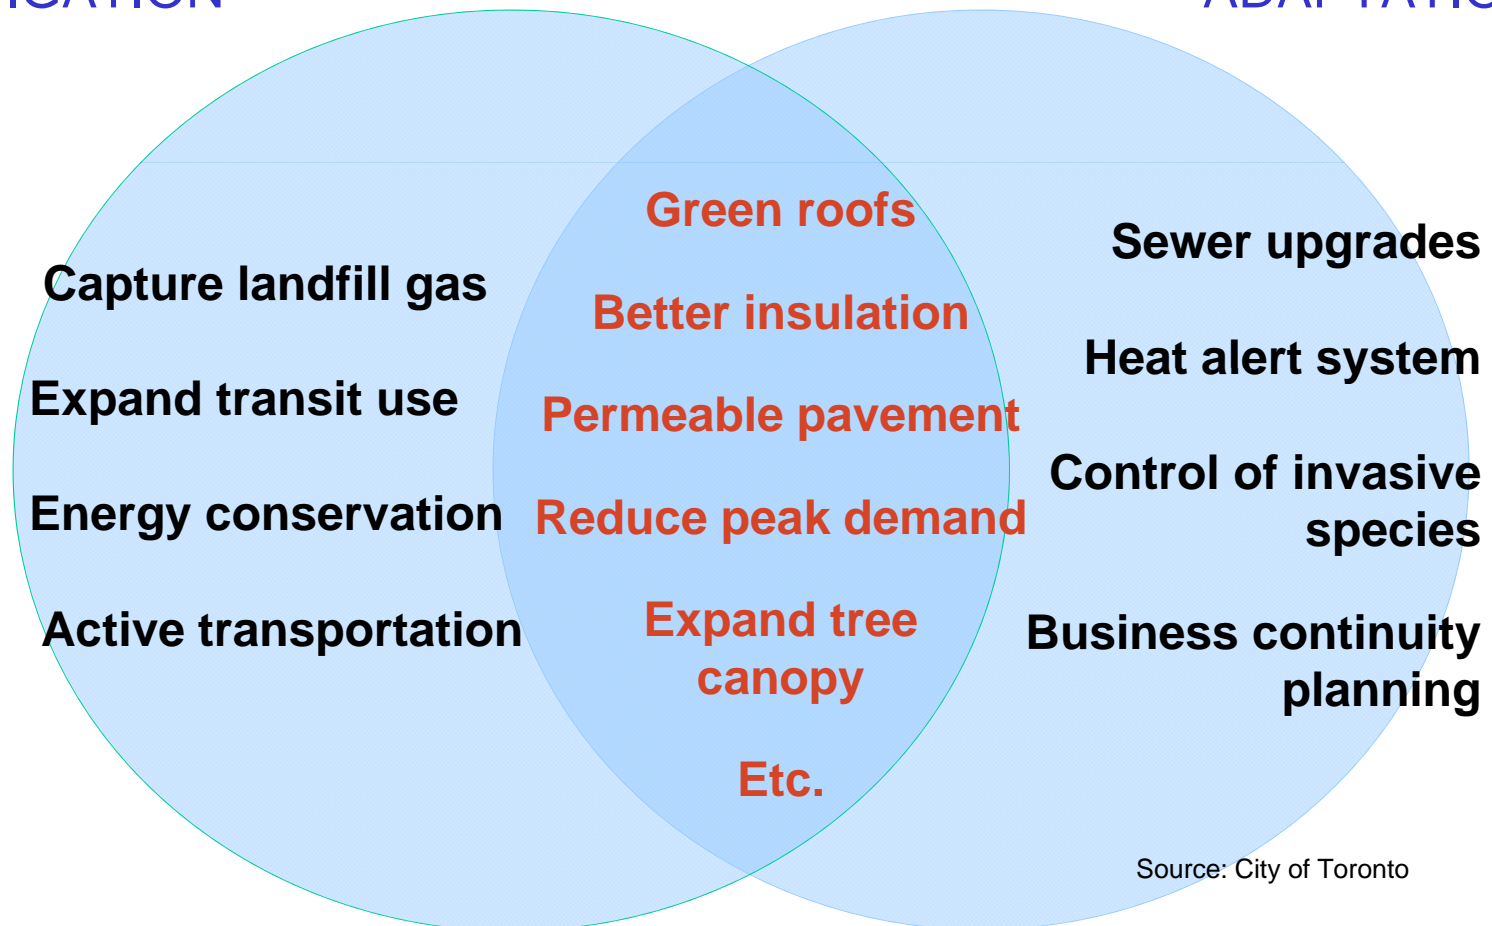 IGATION
ADAPTATIO
Capture landfill gas
Expand transit use
Energy conservation
Active transportation
Green roofs
Better insulation
Permeable pavement
Reduce peak demand
Expand tree
canopy
Etc.
Sewer upgrades
Heat alert system
Control of invasive
species
Business continuity
planning
Source: City of Toronto